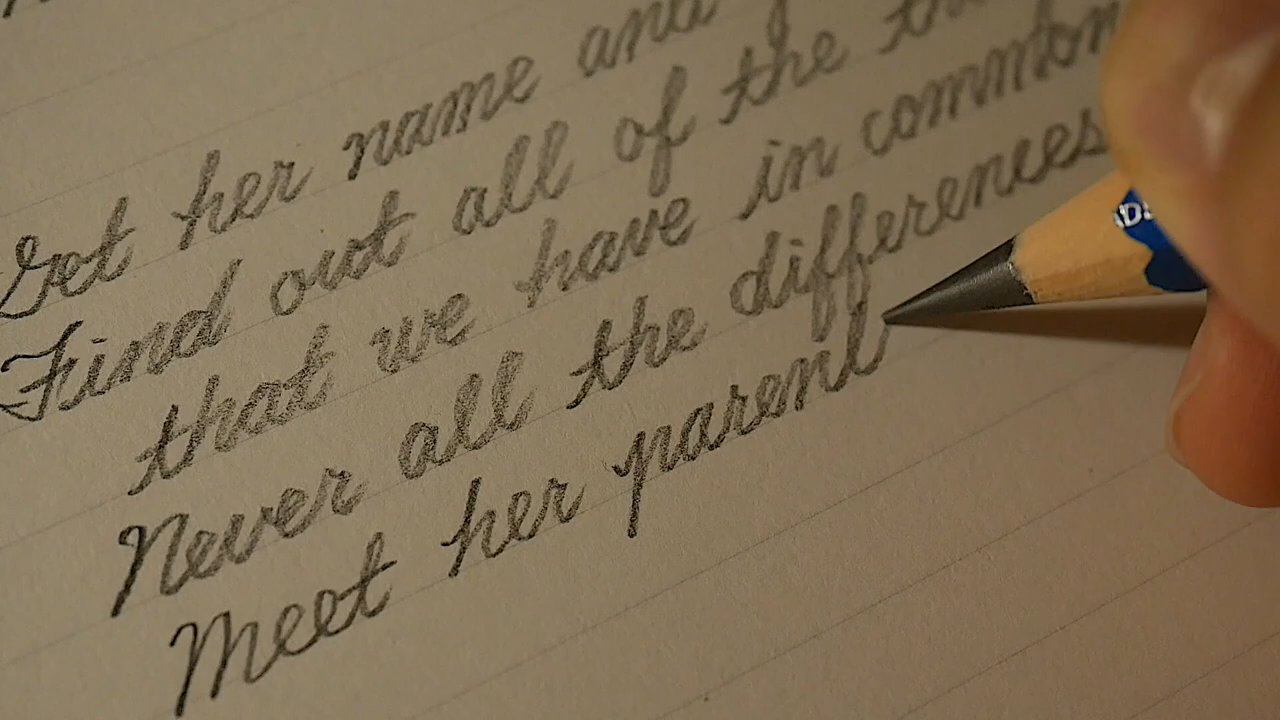 Got her name and
Find out all of the
that we have in common
Never all the differences
Meet her parent